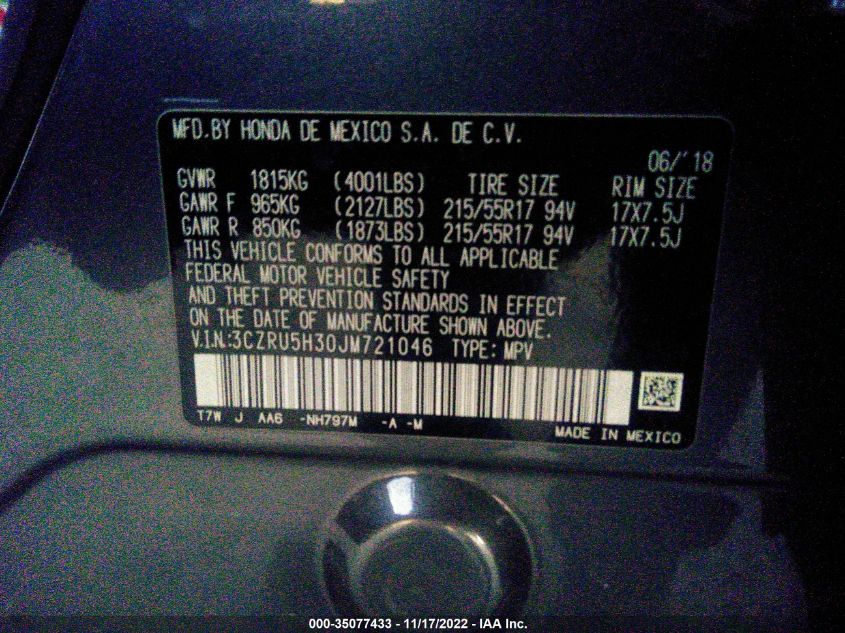 MFD.BY HONDA DE MEXICO S.A. DE C.V.
06/'18
GVWR 1815KG (4001LBS) TIRE SIZE RIM SIZE
GAWR F 965KG (2127LBS) 215/55R17 94V 17X7.5J
GAWR R 850KG (1873LBS) 215/55R17 94V 17X7.5J
THIS VEHICLE CONFORMS TO ALL APPLICABLE
FEDERAL MOTOR VEHICLE SAFETY
AND THEFT PREVENTION STANDARDS IN EFFECT
ON THE DATE OF MANUFACTURE SHOWN ABOVE.
V.I.N.:3CZRU5H30JM721046 TYPE: MPV
T7W J AA6 -NH797M -A -M
MADE IN MEXICO
000-35077433 - 11/17/2022 - IAA Inc.